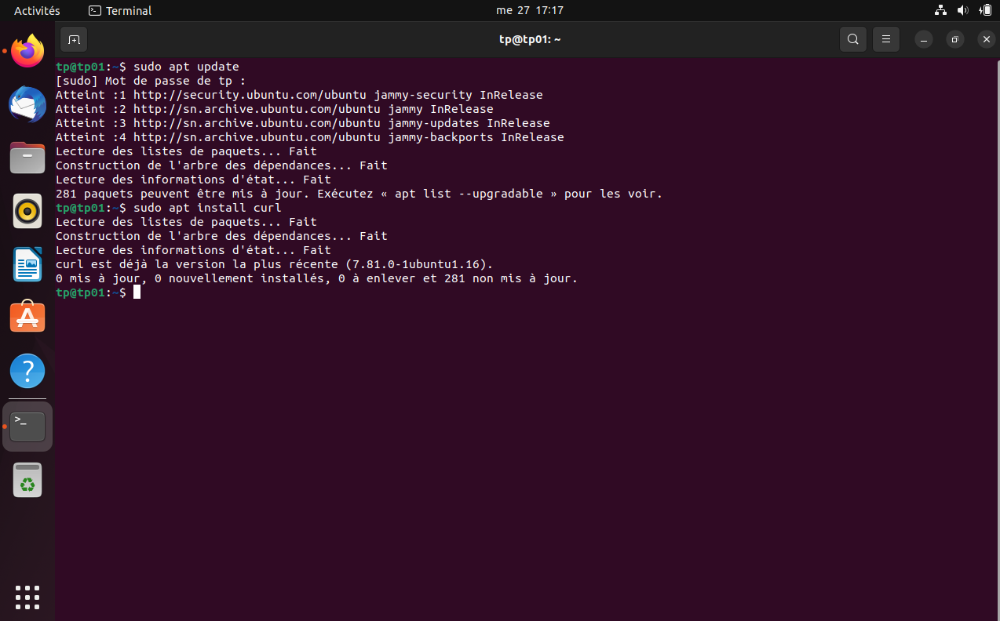 Activités
Terminal
me 27 17:17
tp@tp01: ~
tp@tp01:~$ sudo apt update
[sudo] Mot de passe de tp :
Atteint :1 http://security.ubuntu.com/ubuntu jammy-security InRelease
Atteint :2 http://sn.archive.ubuntu.com/ubuntu jammy InRelease
Atteint :3 http://sn.archive.ubuntu.com/ubuntu jammy-updates InRelease
Atteint :4 http://sn.archive.ubuntu.com/ubuntu jammy-backports InRelease
Lecture des listes de paquets... Fait
Construction de l'arbre des dépendances... Fait
Lecture des informations d'état... Fait
281 paquets peuvent être mis à jour. Exécutez « apt list --upgradable » pour les voir.
tp@tp01:~$ sudo apt install curl
Lecture des listes de paquets... Fait
Construction de l'arbre des dépendances... Fait
Lecture des informations d'état... Fait
curl est déjà la version la plus récente (7.81.0-1ubuntu1.16).
0 mis à jour, 0 nouvellement installés, 0 à enlever et 281 non mis à jour.
tp@tp01:~$